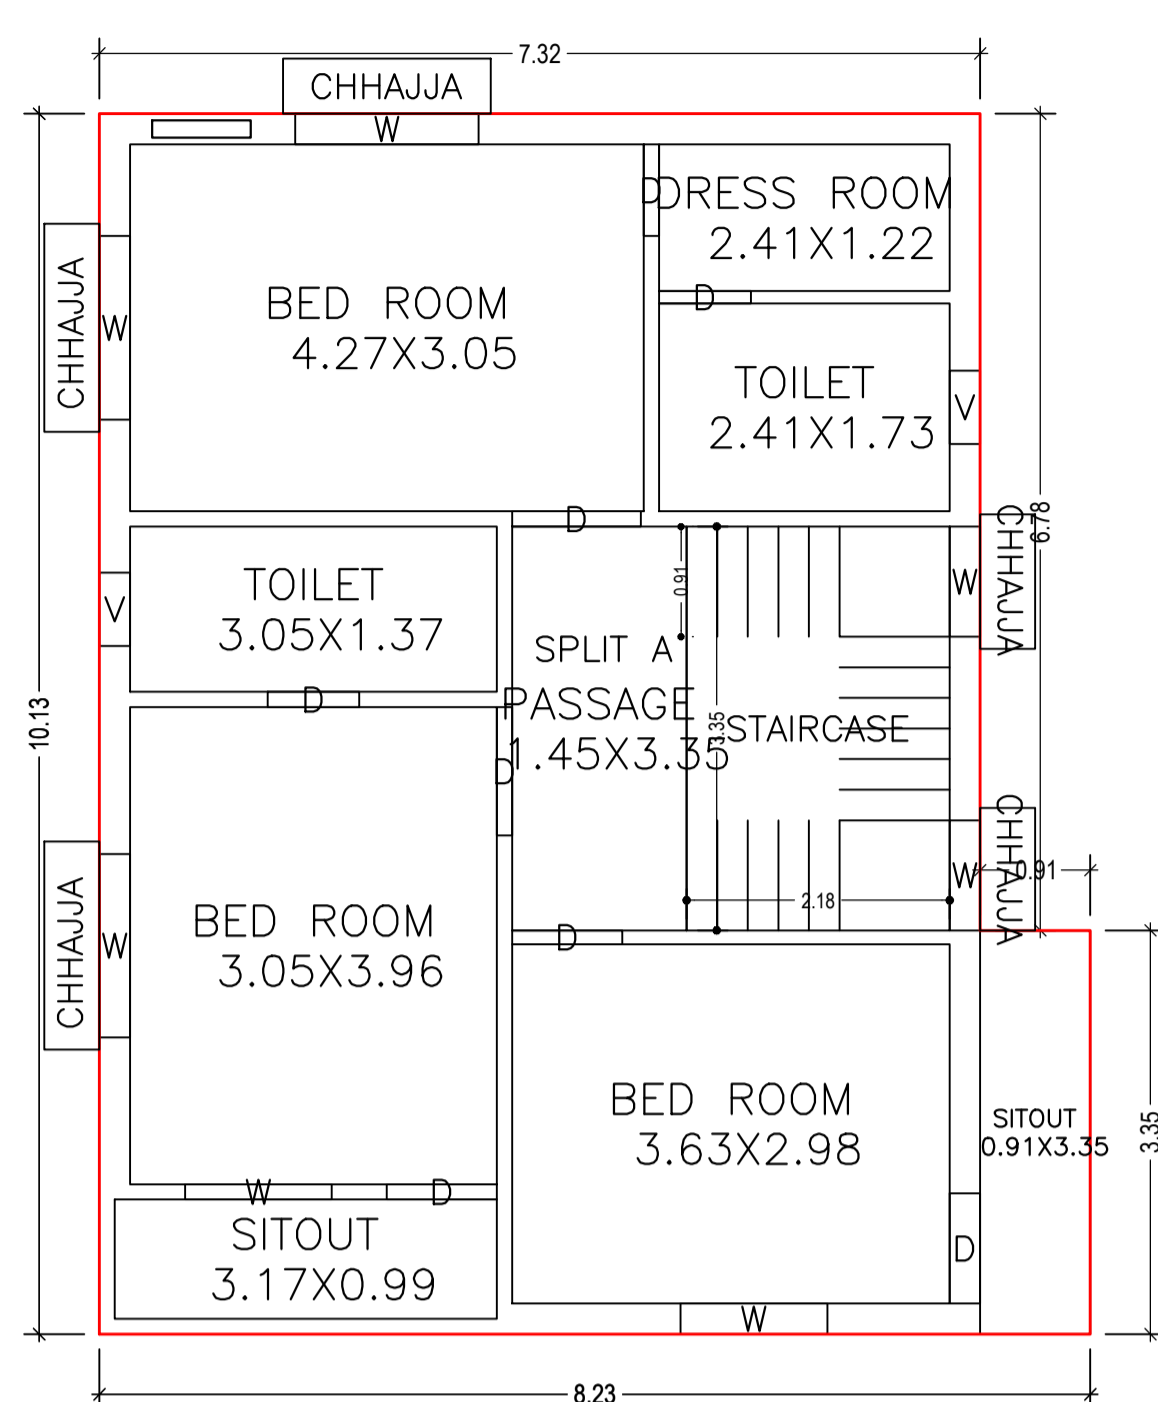 7.32
CHHAJJA
W
D
DRESS ROOM
2.41X1.22
CHHAJJA
W
BED ROOM
4.27X3.05
D
TOILET
2.41X1.73
V
D
CHHAJJA
6.78
W
0.91
TOILET
3.05X1.37
V
SPLIT A
PASSAGE
1.45X3.35
3.35
STAIRCASE
D
D
10.13
CHHAJJA
W
0.91
2.18
CHHAJJA
W
BED ROOM
3.05X3.96
D
BED ROOM
3.63X2.98
SITOUT
0.91X3.35
3.35
W
D
SITOUT
3.17X0.99
D
W
8.23